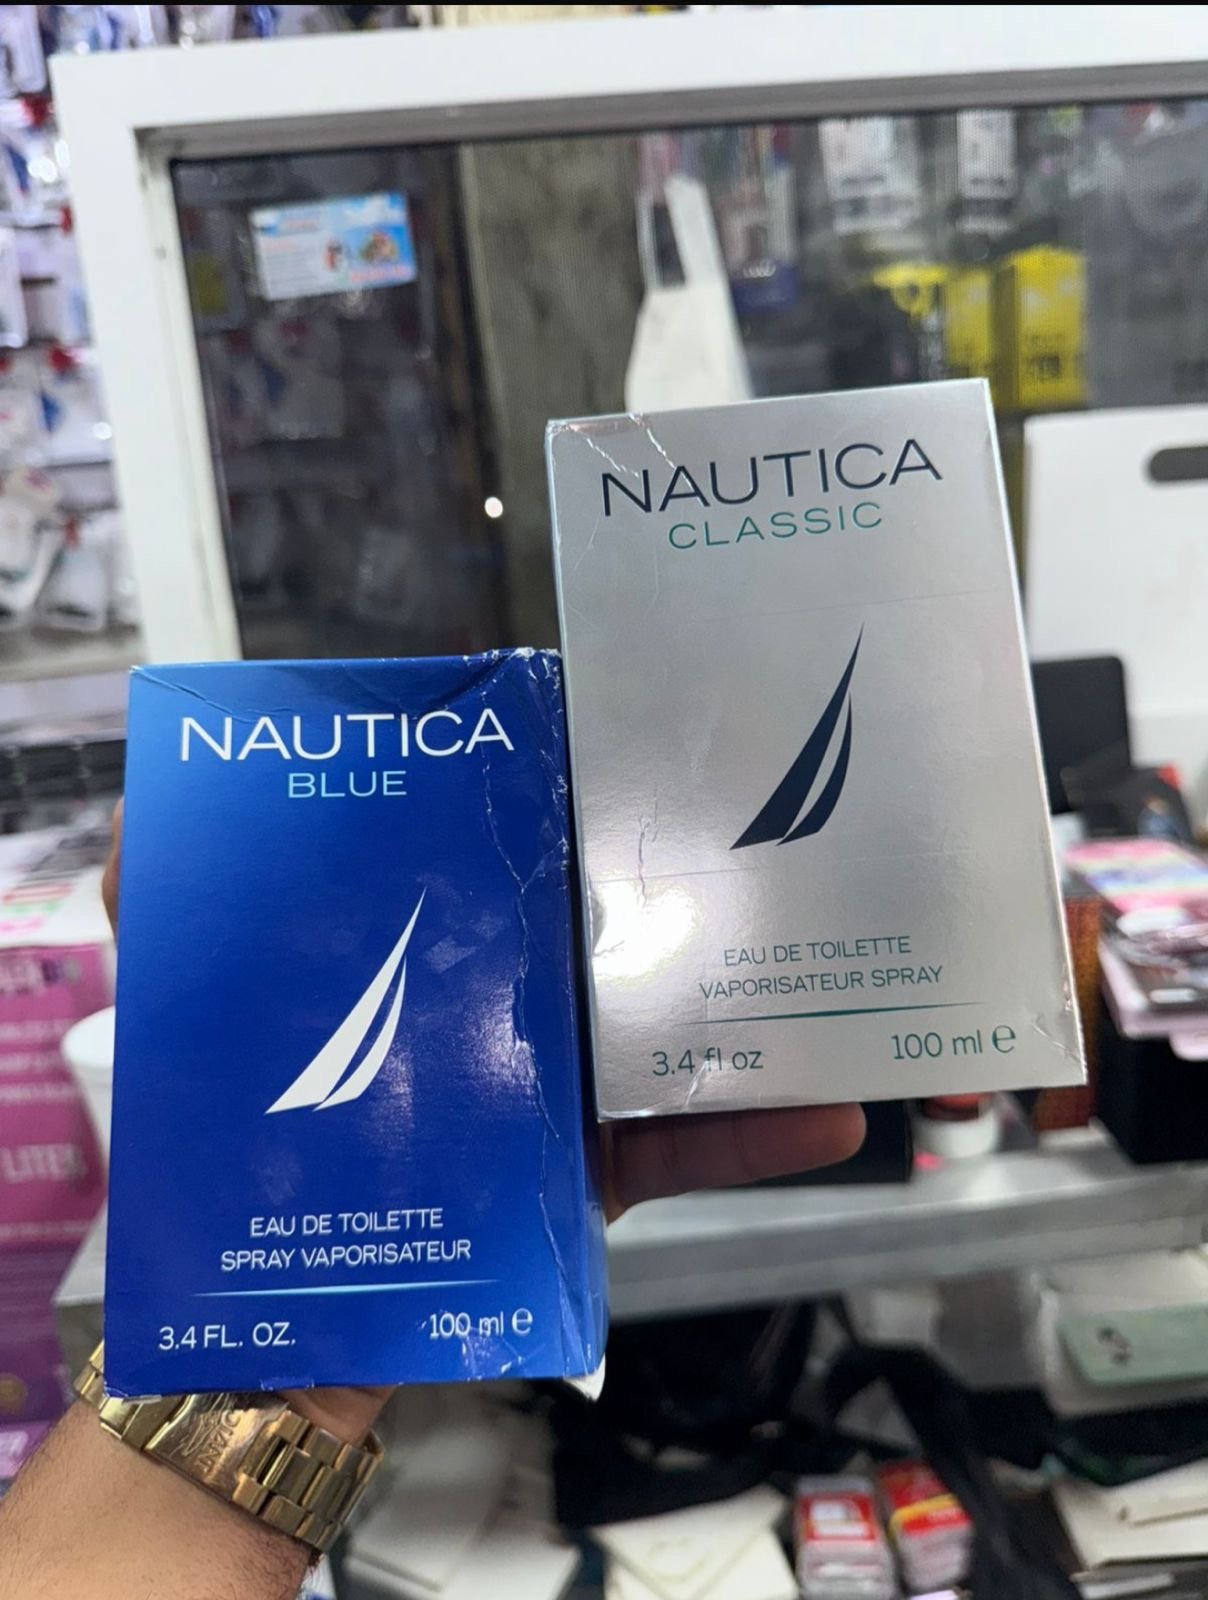 NAUTICA
CLASSIC
EAU DE TOILETTE
VAPORISATEUR SPRAY
3.4 fl oz
100 ml e
NAUTICA
BLUE
EAU DE TOILETTE
SPRAY VAPORISATEUR
3.4 FL. OZ.
100 ml e